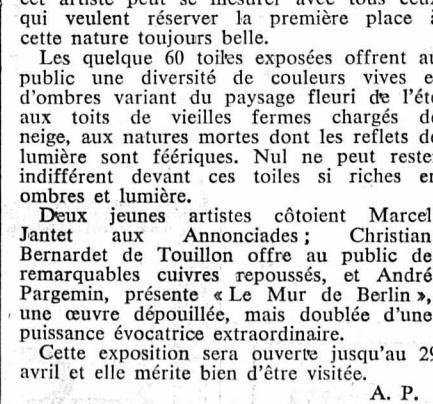 cet artiste peut se mesurer avec tous ceux
qui veulent réserver la première place à
cette nature toujours belle.
Les quelque 60 toiles exposées offrent au
public une diversité de couleurs vives e
d'ombres variant du paysage fleuri de l'été
aux toits de vieilles fermes chargés de
neige, aux natures mortes dont les reflets de
lumière sont féériques. Nul ne peut reste
indifférent devant ces toiles si riches en
ombres et lumière.
Deux jeunes artistes côtoient Marcel
Jantet aux Annonciades ; Christian
Bernardet de Touillon offre au public de
remarquables cuivres repoussés, et André
Pargemin, présente « Le Mur de Berlin »,
une œuvre dépouillée, mais doublée d'une
puissance évocatrice extraordinaire.
Cette exposition sera ouverte jusqu'au 29
avril et elle mérite bien d'être visitée.
A. P.